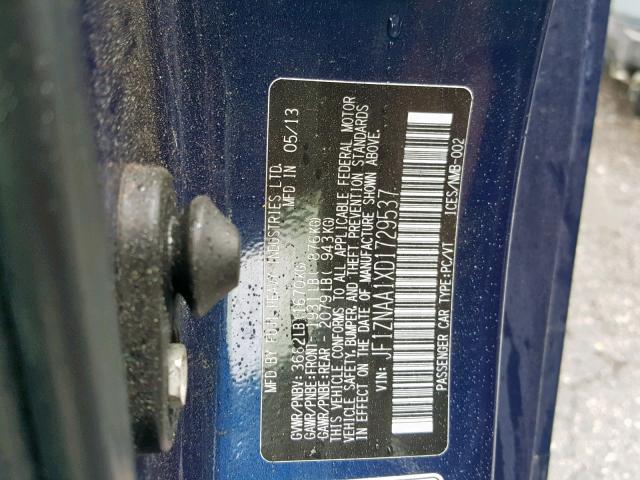 MFD BY FUJI HEAVY INDUSTRIES LTD. MFD IN 05/13
GVWR/PNBV: 3682LB( 1670KG)
GAWR/PNBE:FRONT 1931LB( 876KG)
GAWR/PNBE:REAR 2079LB( 943KG)
THIS VEHICLE CONFORMS TO ALL APPLICABLE FEDERAL MOTOR
VEHICLE SAFETY,BUMPER, AND THEFT PREVENTION STANDARDS
IN EFFECT ON THE DATE OF MANUFACTURE SHOWN ABOVE.
VIN: JF1ZNAA1XD1729537
PASSENGER CAR TYPE:PC/VT ICES/NMB-002